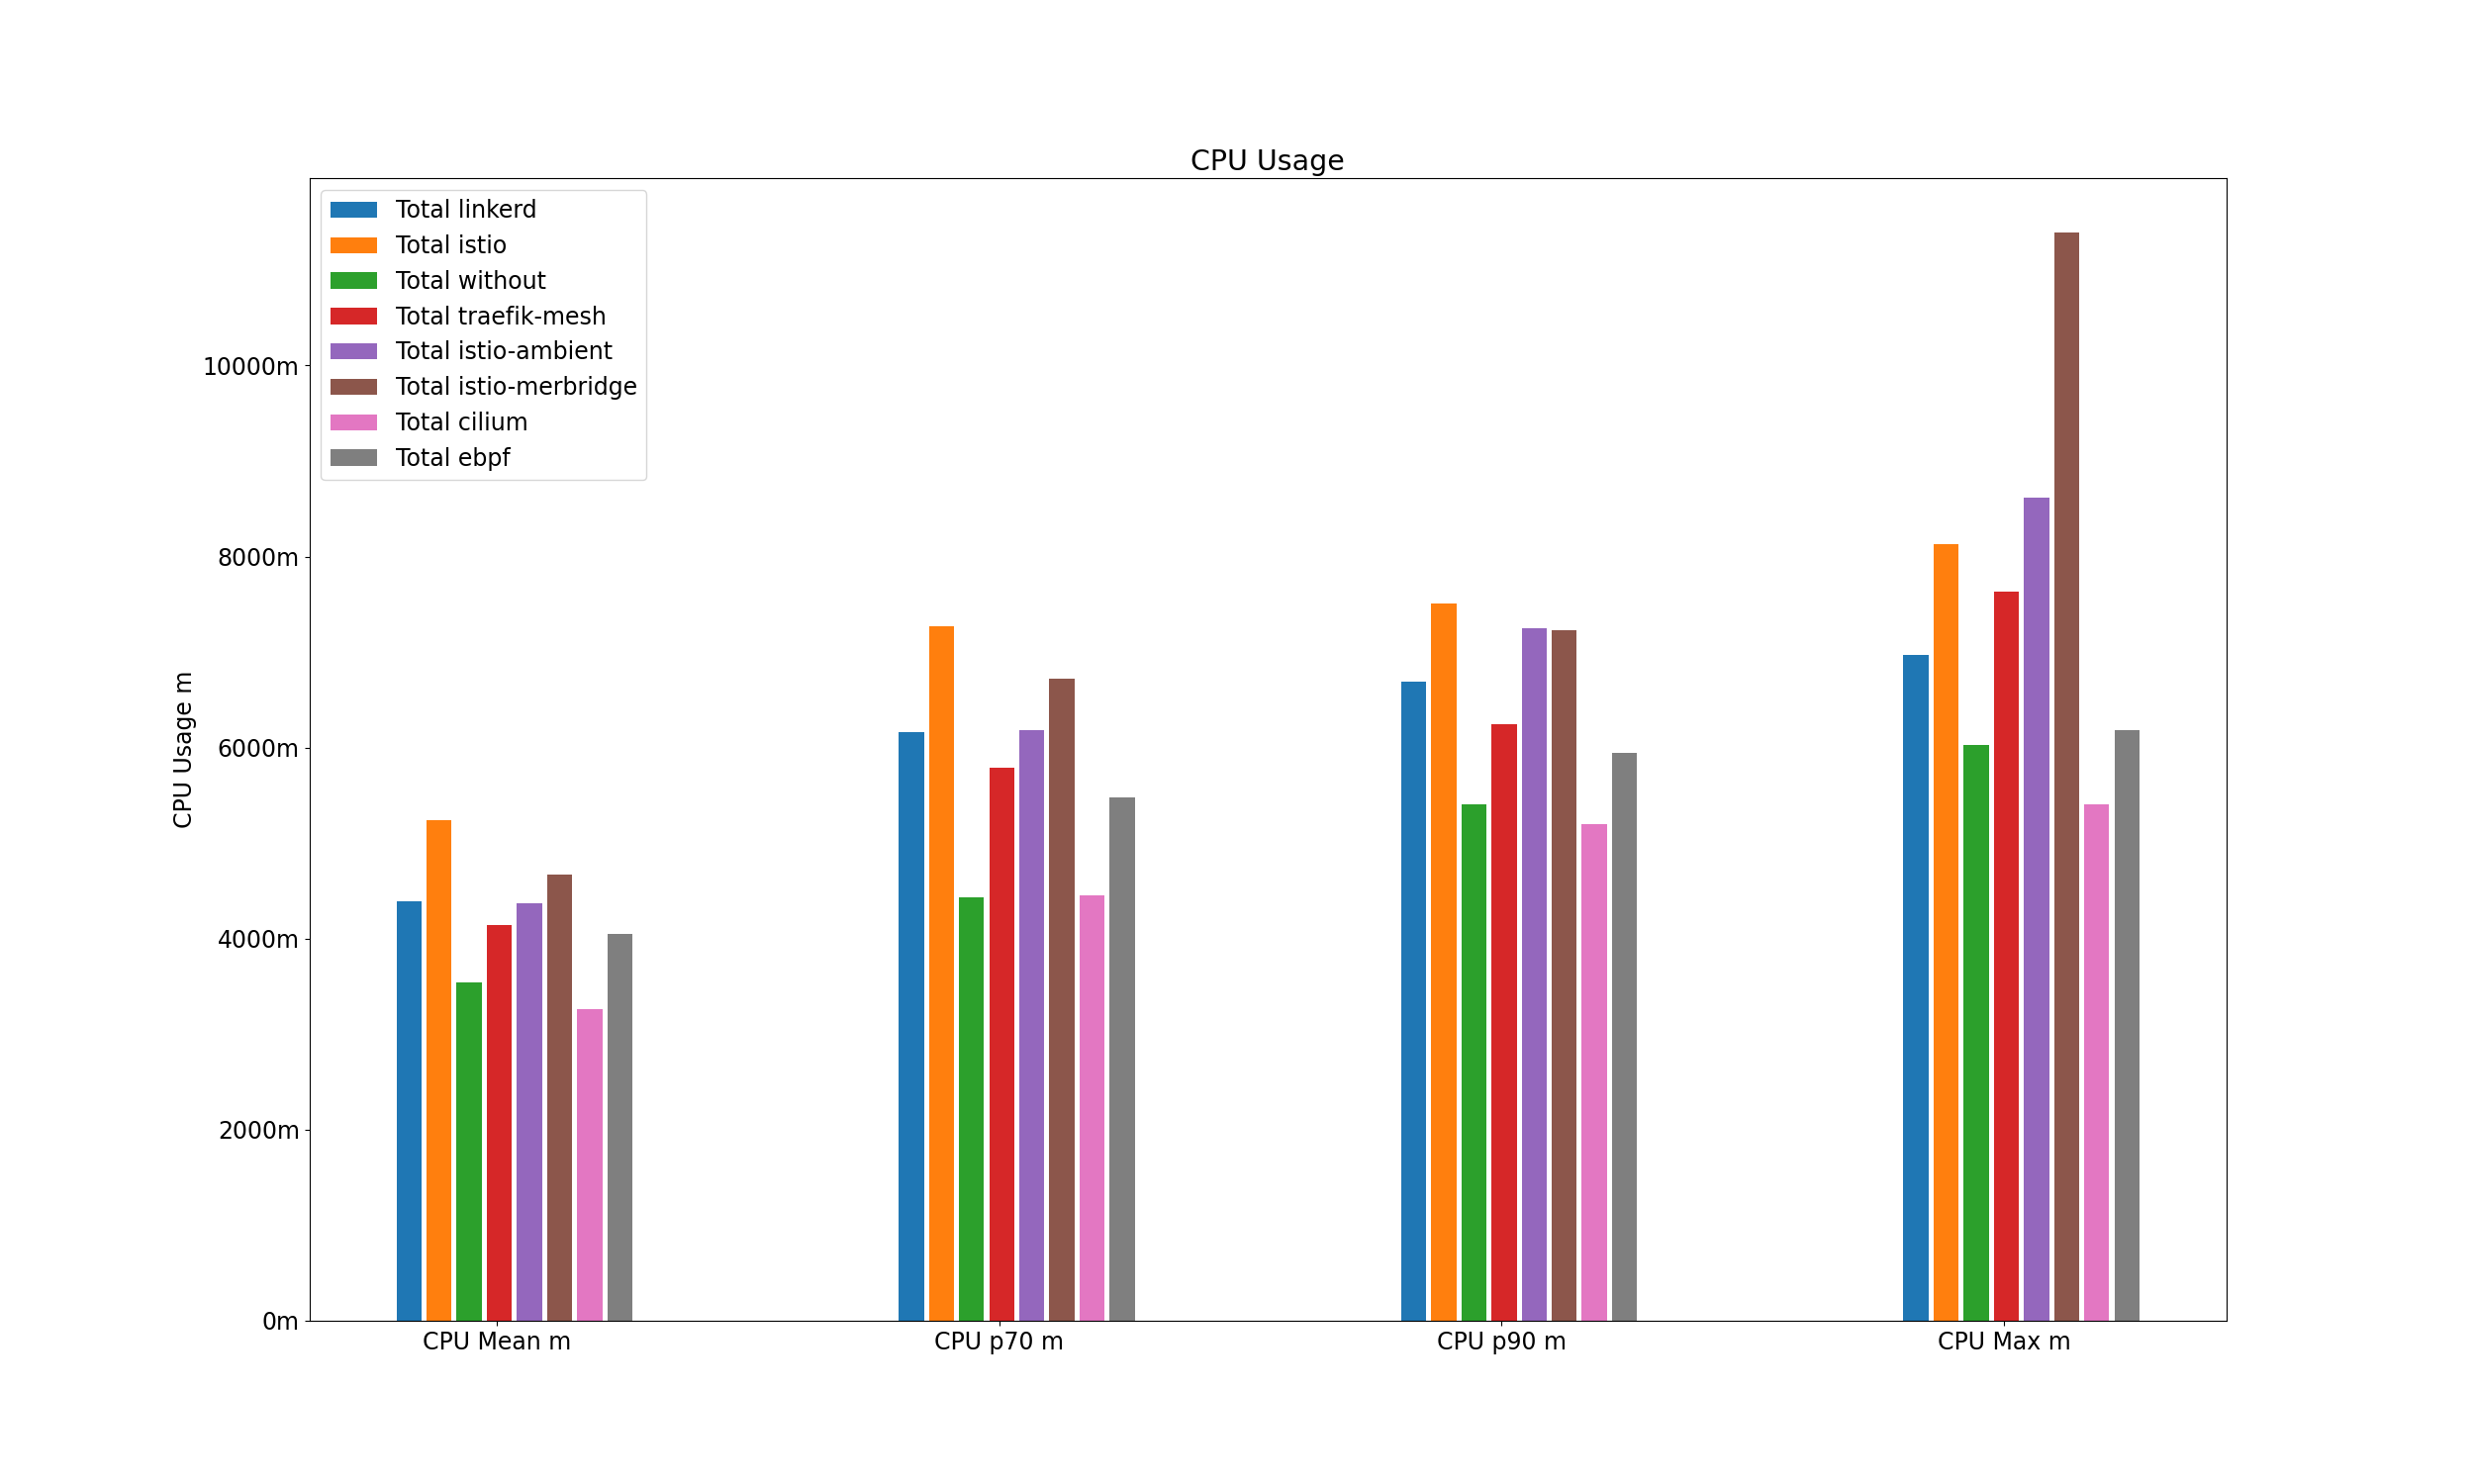 CPU Usage
Total linkerd
Total istio
Total without
Total traefik-mesh
Total istio-ambient
Total istio-merbridge
Total cilium
Total ebpf
10000m
8000m
6000m
4000m
2000m
0m
CPU Usage m
CPU Mean m
CPU p70 m
CPU p90 m
CPU Max m